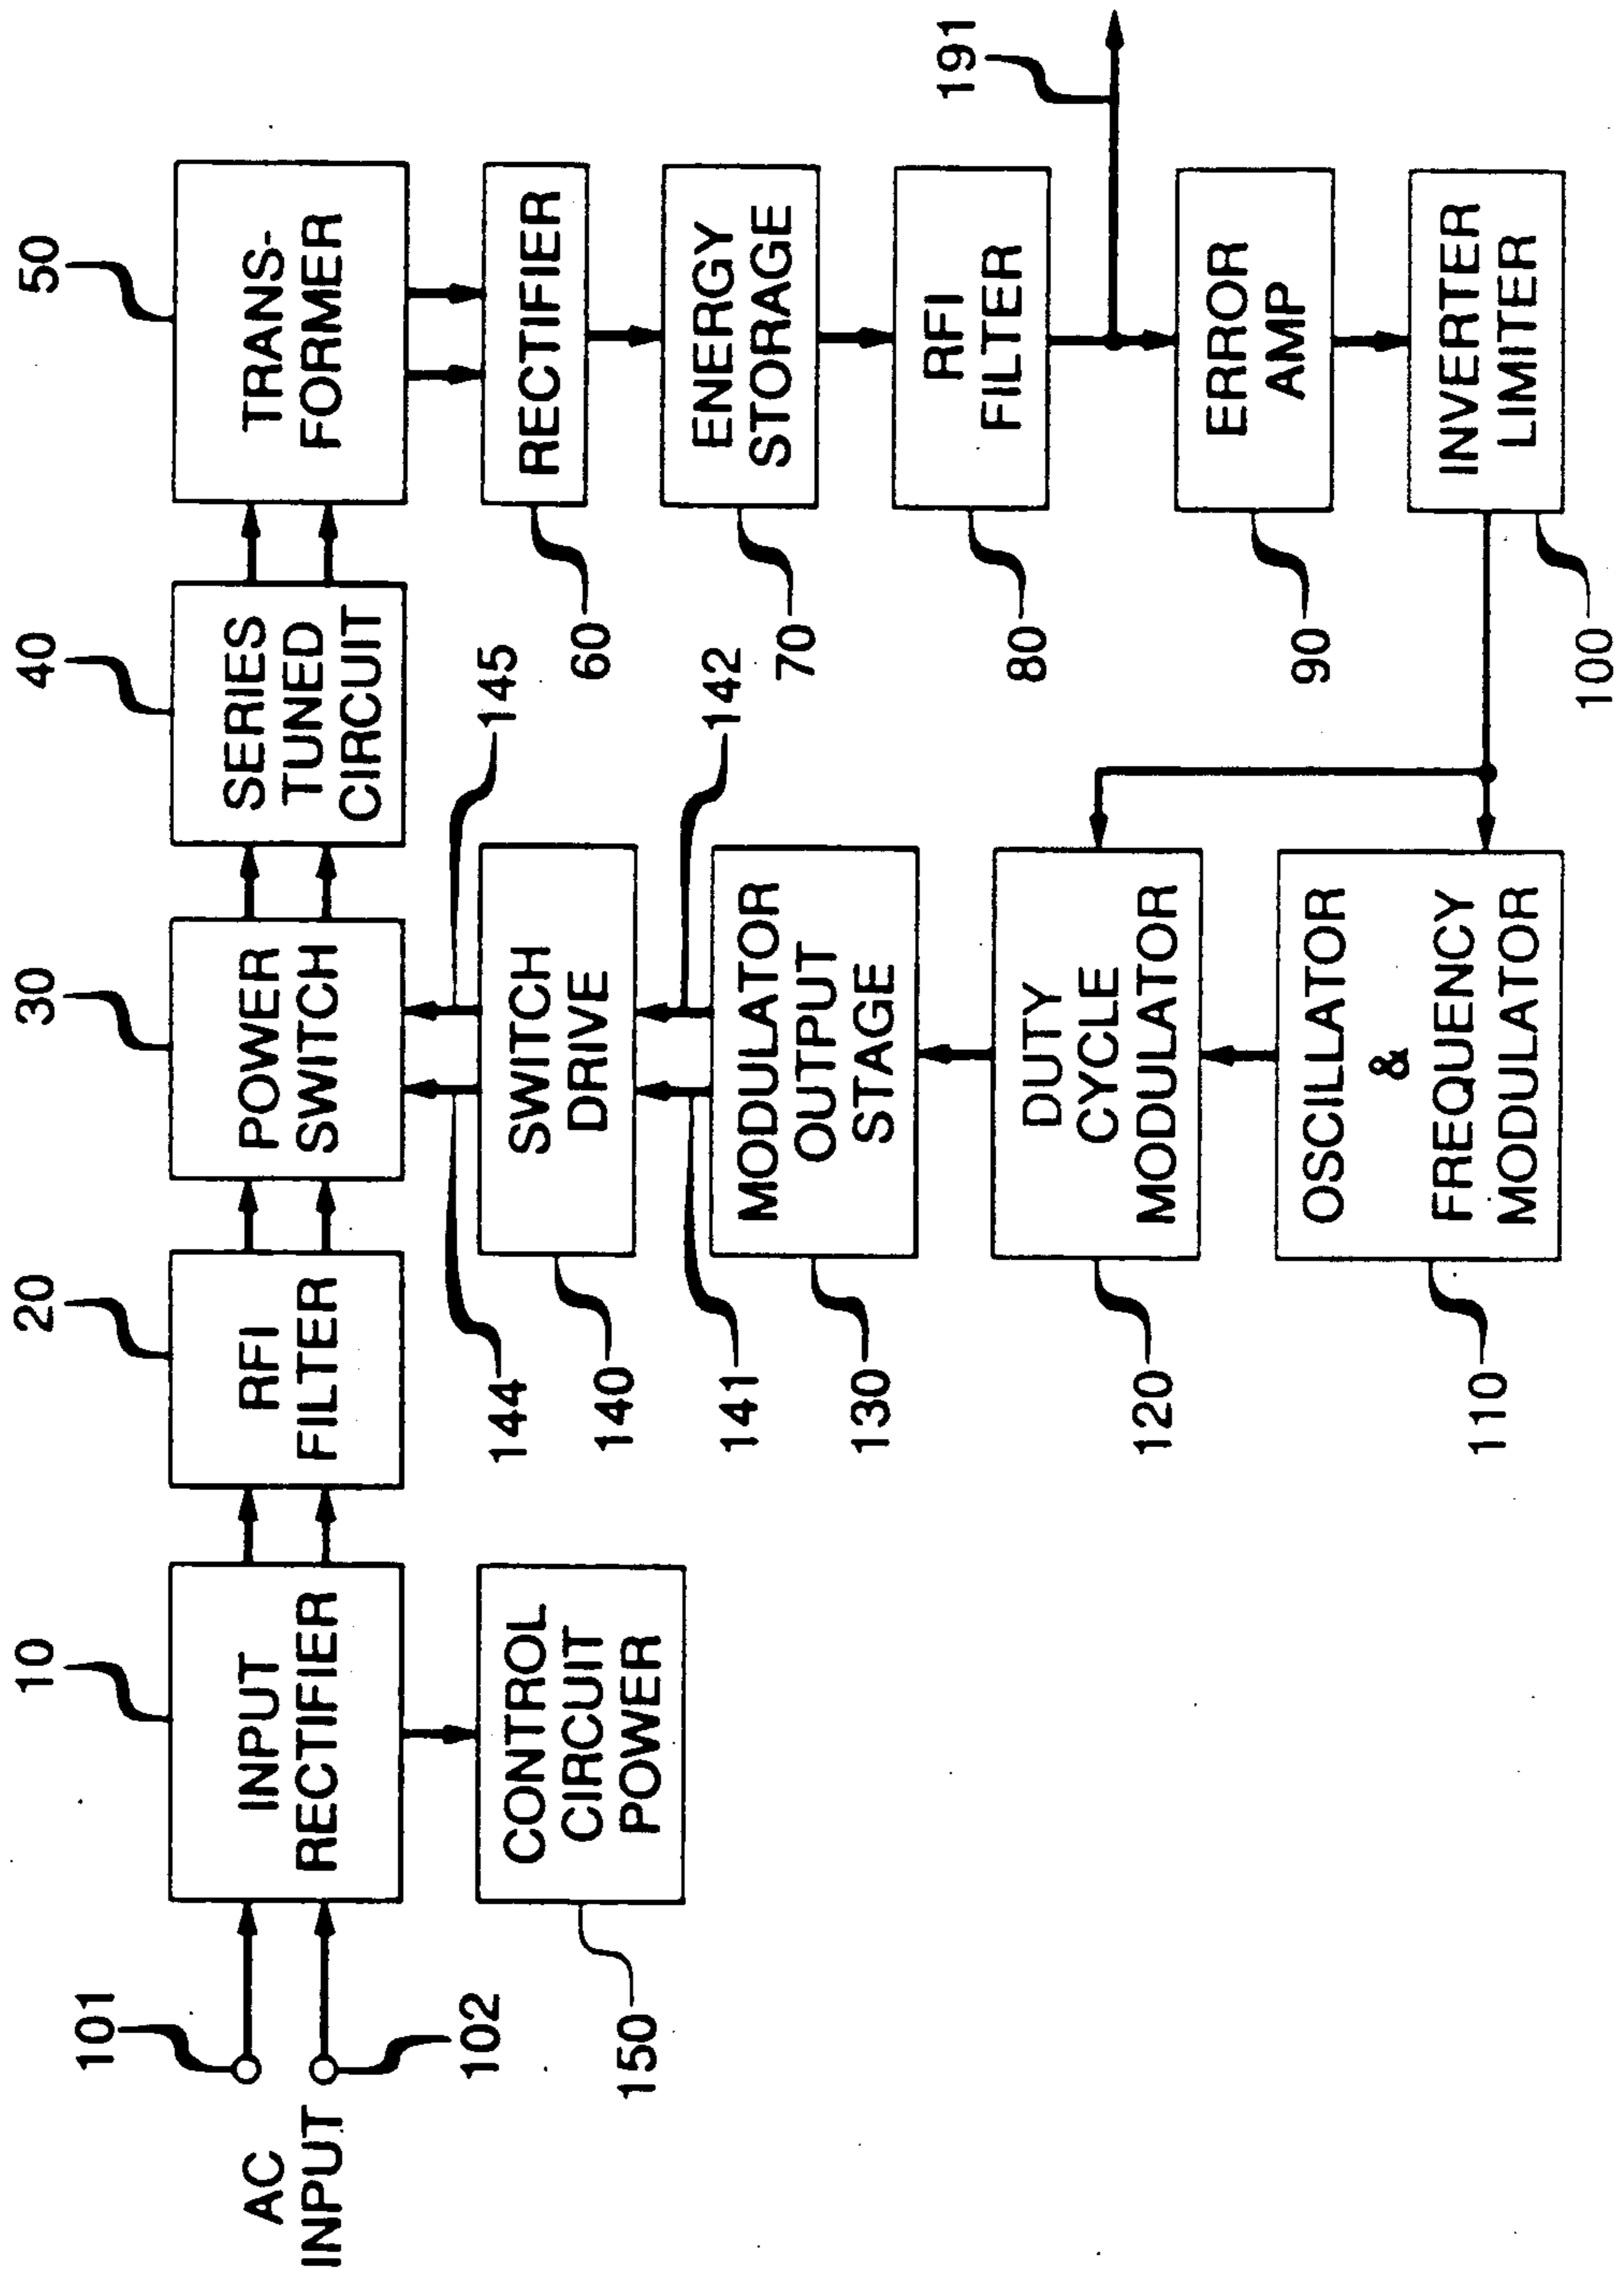 10
20
30
40
50
101
102
AC
INPUT
INPUT
RECTIFIER
RFI
FILTER
POWER
SWITCH
SERIES
TUNED
CIRCUIT
TRANS-
FORMER
CONTROL
CIRCUIT
POWER
150
144
145
SWITCH
DRIVE
140
RECTIFIER
60
141
142
ENERGY
STORAGE
70
MODULATOR
OUTPUT
STAGE
130
RFI
FILTER
80
191
DUTY
CYCLE
MODULATOR
120
ERROR
AMP
90
OSCILLATOR
&
FREQUENCY
MODULATOR
110
INVERTER
LIMITER
100